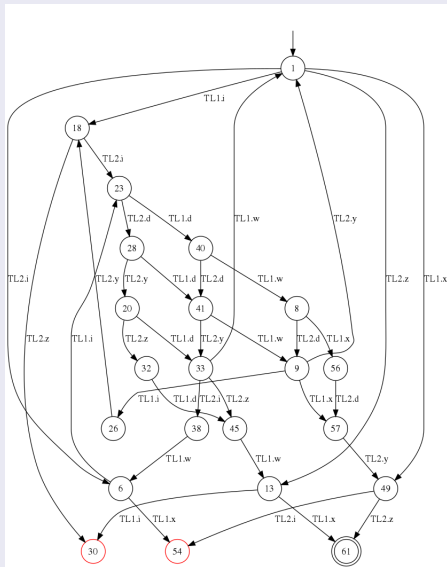 1
TL1.i
18
TL2.i
23
TL2.y
TL2.d
TL1.d
TL1.w
28
40
TL2.i
TL2.z
TL1.x
TL2.z
TL2.y
TL1.i
TL2.y
TL1.d
TL2.d
TL1.w
20
41
8
TL2.z
TL1.d
TL2.y
TL1.w
TL2.d
TL1.x
32
33
9
56
TL1.i
TL1.d
TL2.i
TL2.z
TL1.x
TL2.d
26
38
45
57
TL1.w
TL1.w
TL2.y
6
13
49
TL1.x
TL1.i
TL2.i
TL1.x
TL2.z
30
54
61